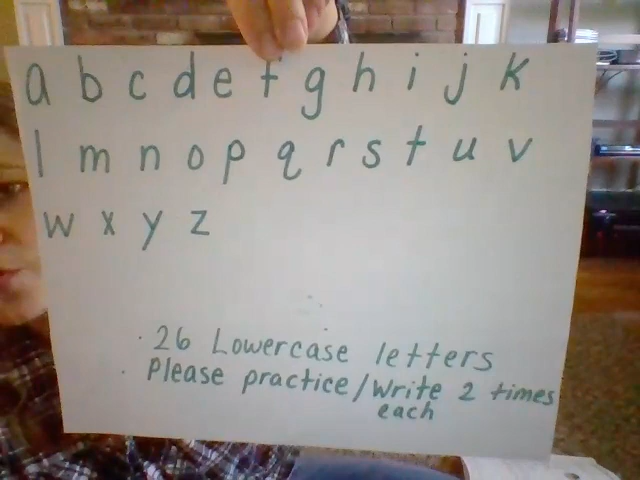 a b c d e f g h i j k
l m n o p q r s t u v
w x y z
· 26 Lowercase letters
· Please practice/Write 2 times
each